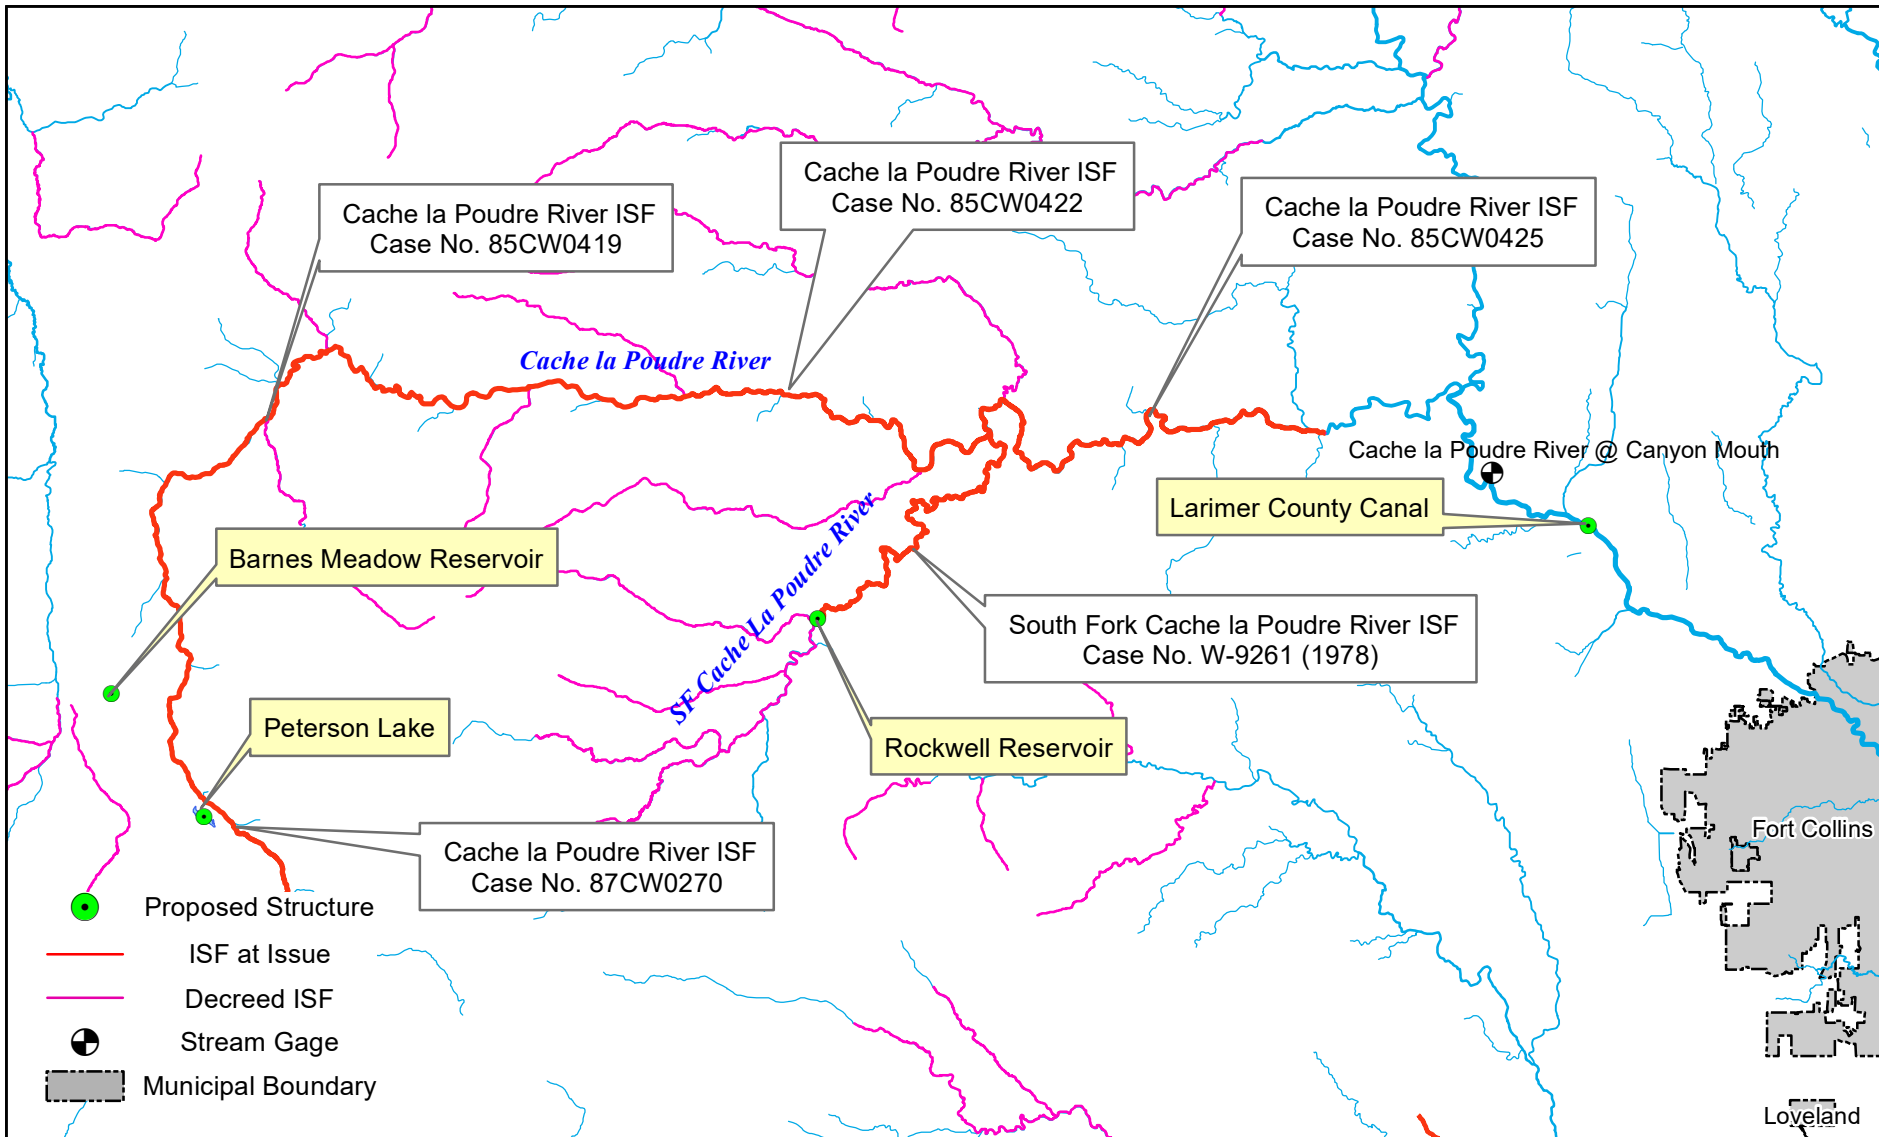 Cache la Poudre River ISF
Case No. 85CW0422
Cache la Poudre River ISF
Case No. 85CW0419
Cache la Poudre River ISF
Case No. 85CW0425
Cache la Poudre River
Cache la Poudre River @ Canyon Mouth
Larimer County Canal
Barnes Meadow Reservoir
SF Cache La Poudre River
South Fork Cache la Poudre River ISF
Case No. W-9261 (1978)
Peterson Lake
Rockwell Reservoir
Cache la Poudre River ISF
Case No. 87CW0270
Fort Collins
Proposed Structure
ISF at Issue
Decreed ISF
Stream Gage
Municipal Boundary
Loveland